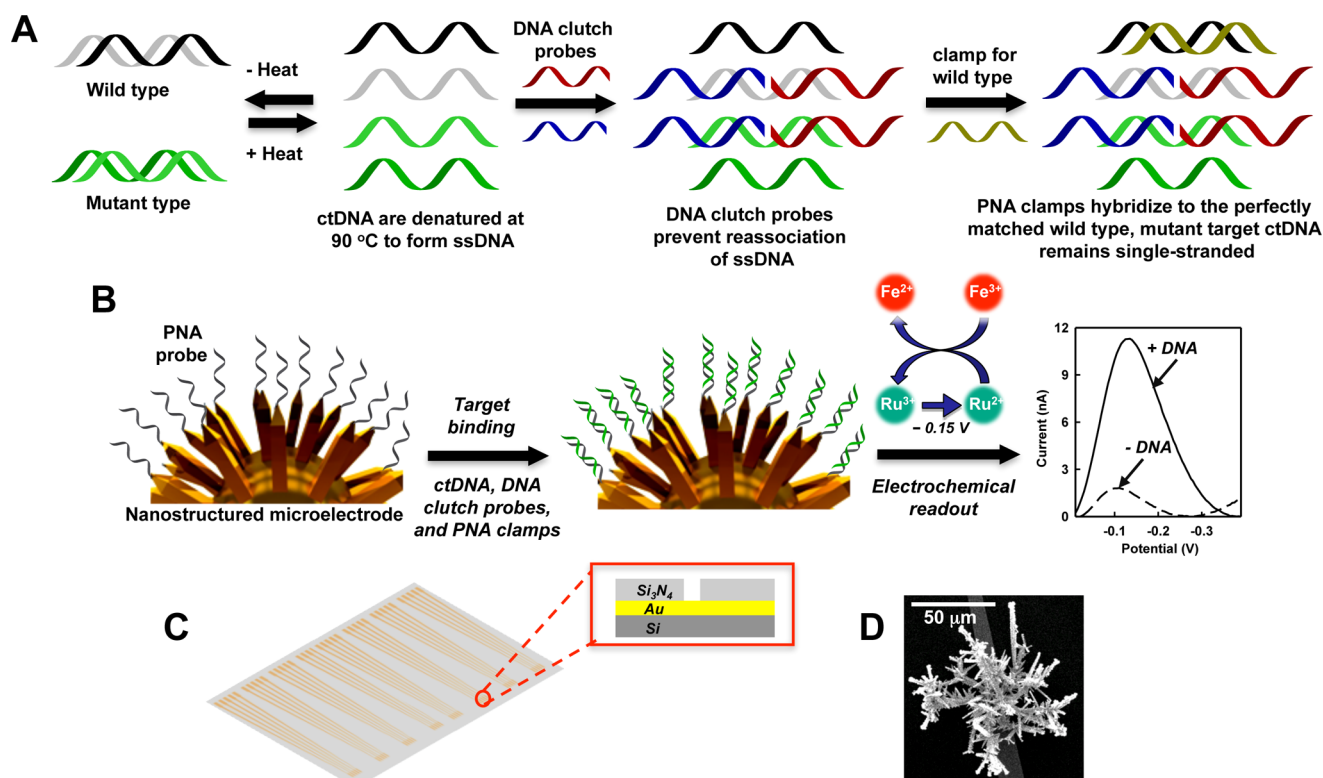 A
Wild type
Mutant type
- Heat
+ Heat
ctDNA are denatured at
90 °C to form ssDNA
DNA clutch
probes
DNA clutch probes
prevent reassociation
of ssDNA
clamp for
wild type
PNA clamps hybridize to the perfectly
matched wild type, mutant target ctDNA
remains single-stranded
B
PNA
probe
Nanostructured microelectrode
Target
binding
ctDNA, DNA
clutch probes,
and PNA clamps
Fe2+
Fe3+
Ru3+
Ru2+
– 0.15 V
Electrochemical
readout
Current (nA)
12
9
6
3
0
+ DNA
- DNA
-0.1
-0.2
-0.3
Potential (V)
C
Si3N4
Au
Si
D
50 μm